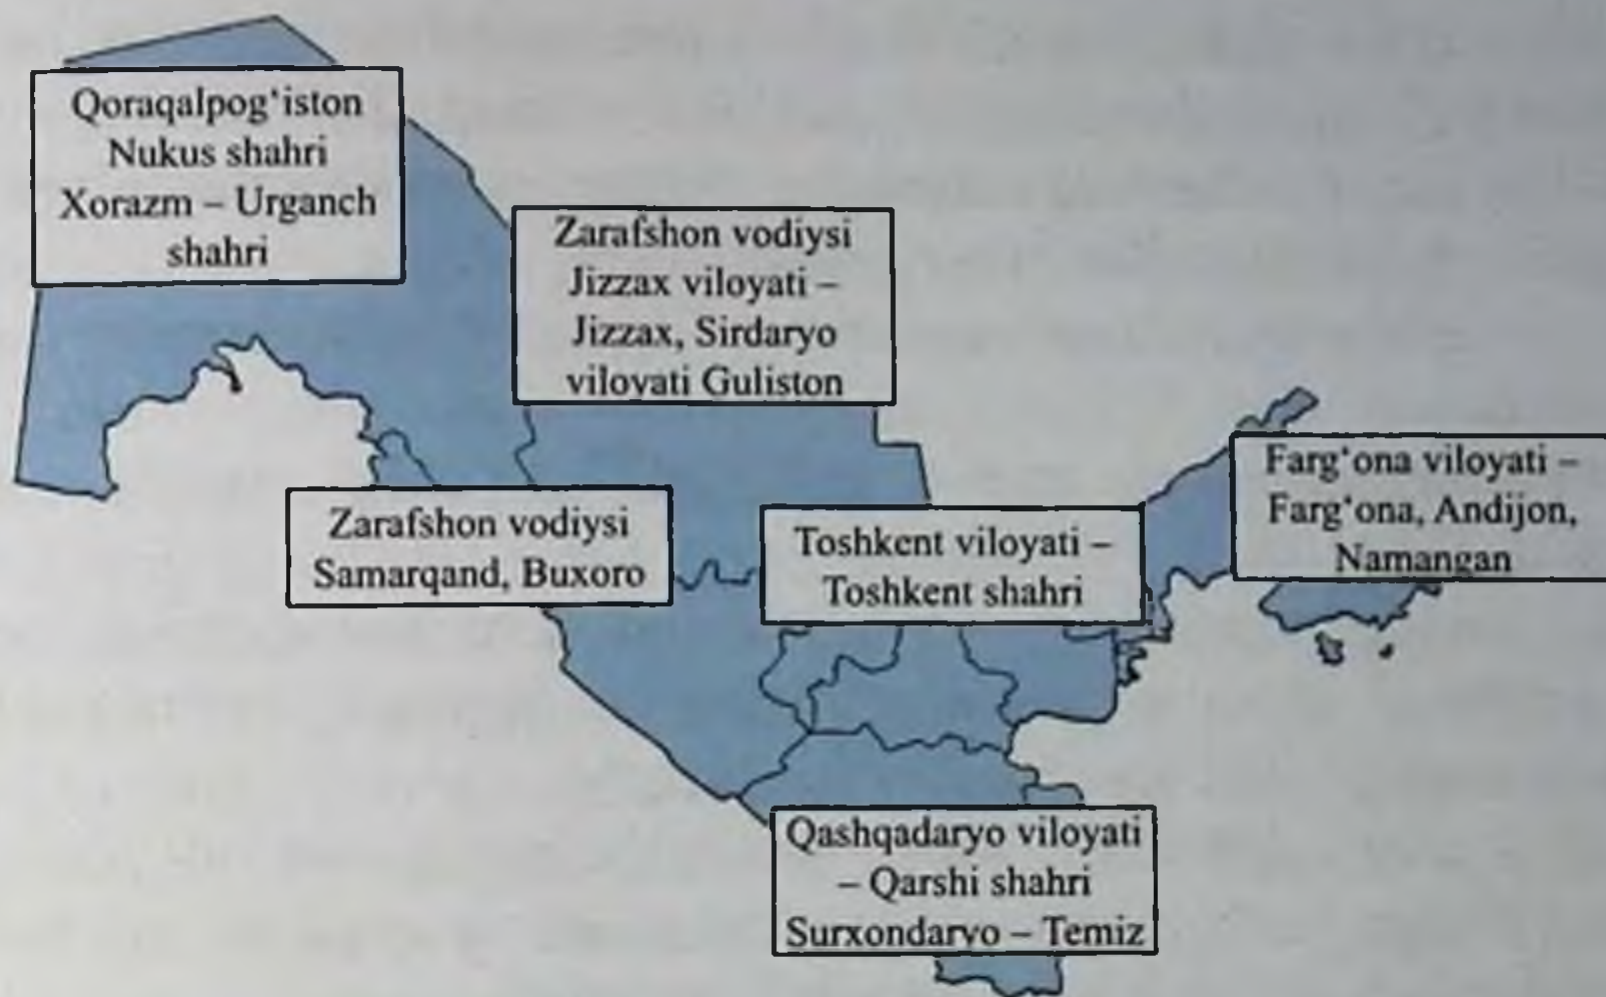 Qoraqalpog‘iston
Nukus shahri
Xorazm – Urganch
shahri
Zarafshon vodiysi
Jizzax viloyati –
Jizzax, Sirdaryo
viloyati Guliston
Zarafshon vodiysi
Samarqand, Buxoro
Toshkent viloyati –
Toshkent shahri
Farg‘ona viloyati –
Farg‘ona, Andijon,
Namangan
Qashqadaryo viloyati
– Qarshi shahri
Surxondaryo – Temiz